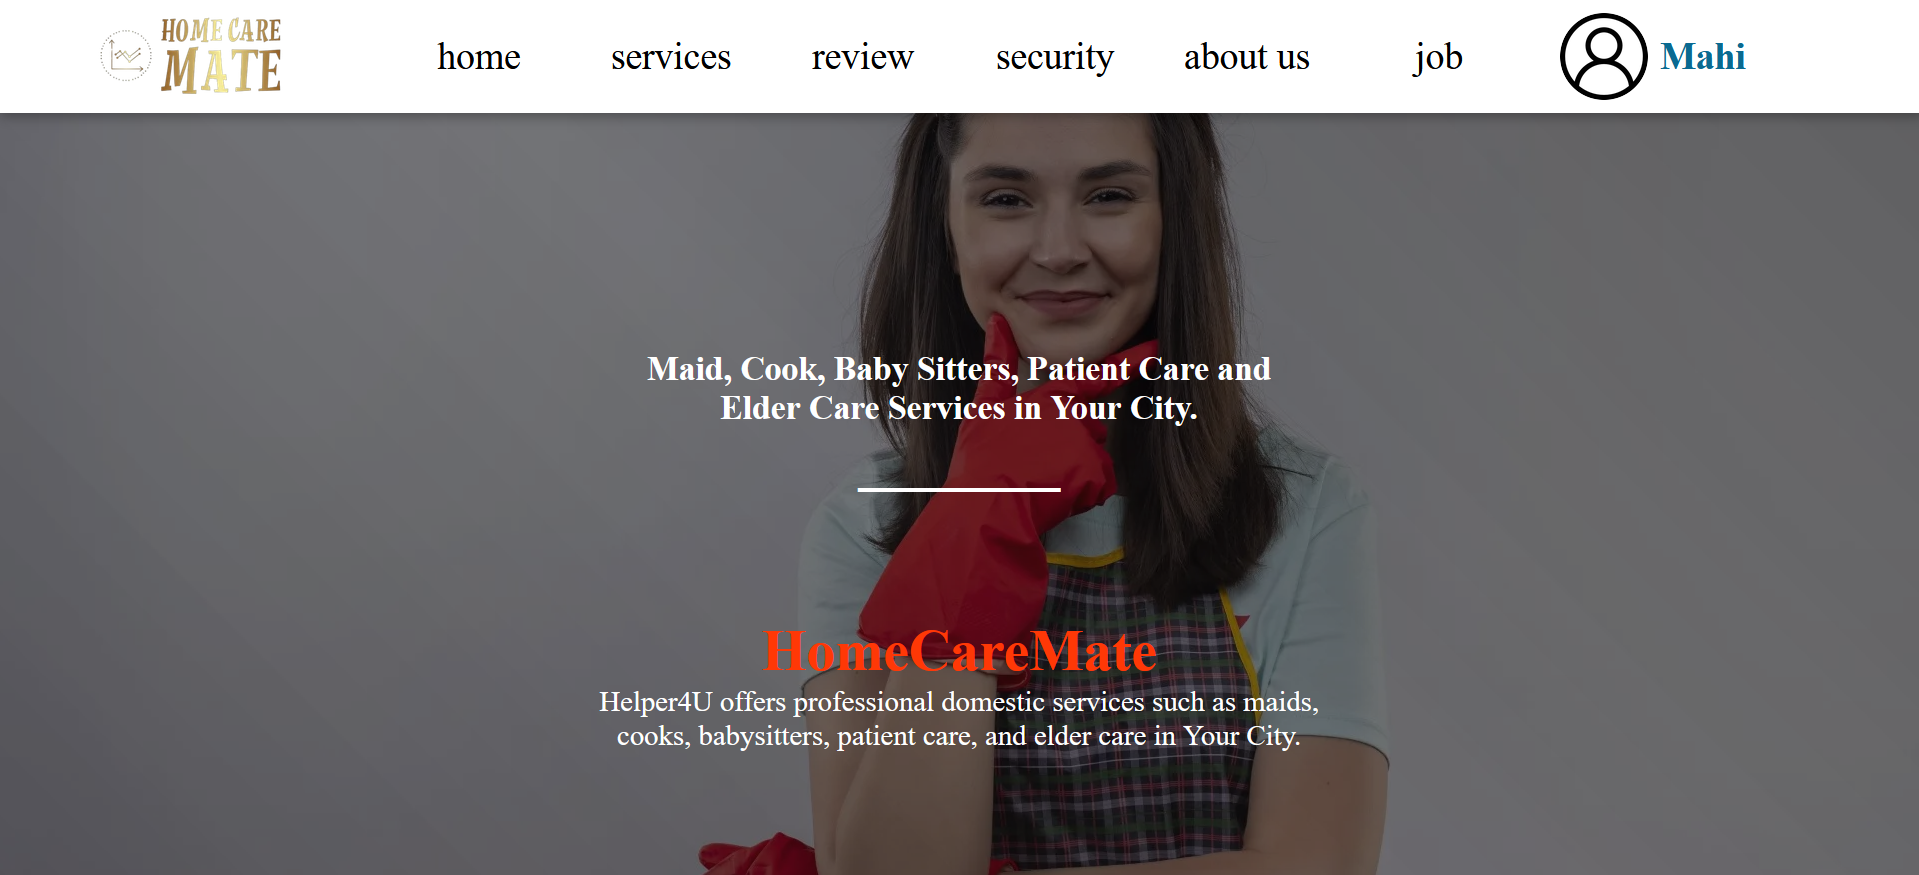 HOME CARE
MATE
home
services
review
security
about us
job
Mahi
Maid, Cook, Baby Sitters, Patient Care and
Elder Care Services in Your City.
HomeCareMate
Helper4U offers professional domestic services such as maids,
cooks, babysitters, patient care, and elder care in Your City.